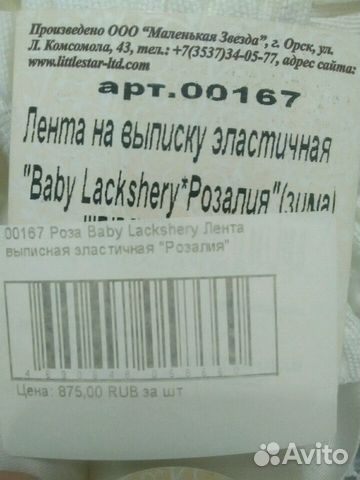 Произведено ООО "Маленькая Звезда", г. Орск, ул.
Л. Комсомола, 43, тел.: +7(3537)34-05-77, адрес сайта:
www.littlestar-ltd.com
арт.00167
Лента на выписку эластичная
"Baby Lackshery*Розалия"(зима)
00167 Роза Baby Lackshery Лента
выписная эластичная "Розалия"
Цена: 875,00 RUB за шт
Avito